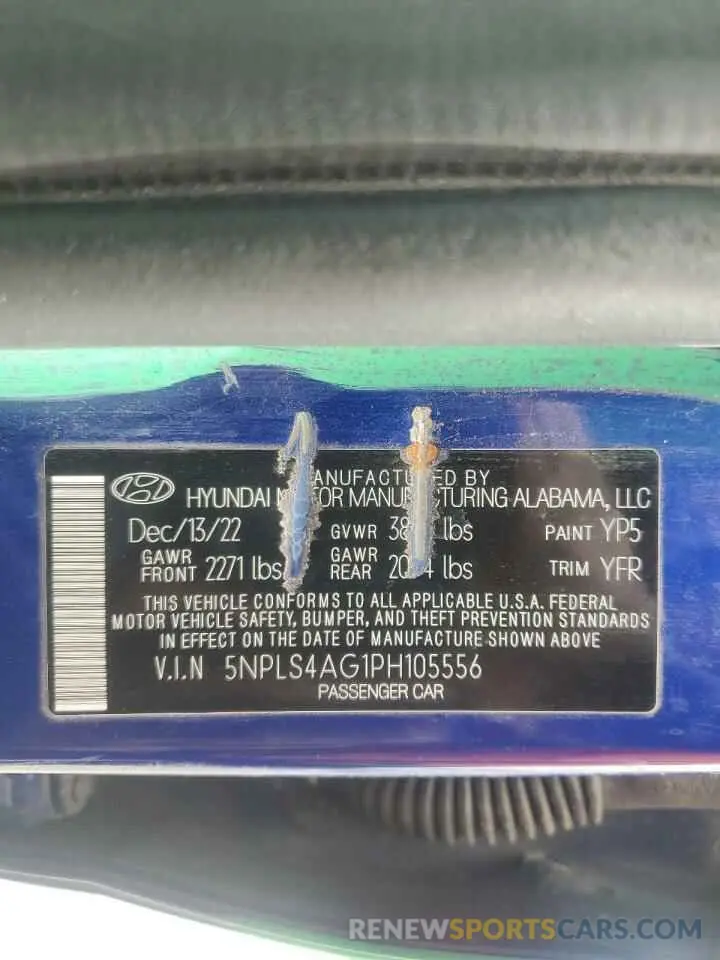 MANUFACTURED BY
HYUNDAI MOTOR MANUFACTURING ALABAMA, LLC
Dec/13/22 GVWR lbs PAINT YP5
GAWR FRONT 2271 lbs GAWR REAR lbs TRIM YFR
THIS VEHICLE CONFORMS TO ALL APPLICABLE U.S.A. FEDERAL
MOTOR VEHICLE SAFETY, BUMPER, AND THEFT PREVENTION STANDARDS
IN EFFECT ON THE DATE OF MANUFACTURE SHOWN ABOVE
V.I.N 5NPLS4AG1PH105556
PASSENGER CAR
RENEWSPORTSCARS.COM